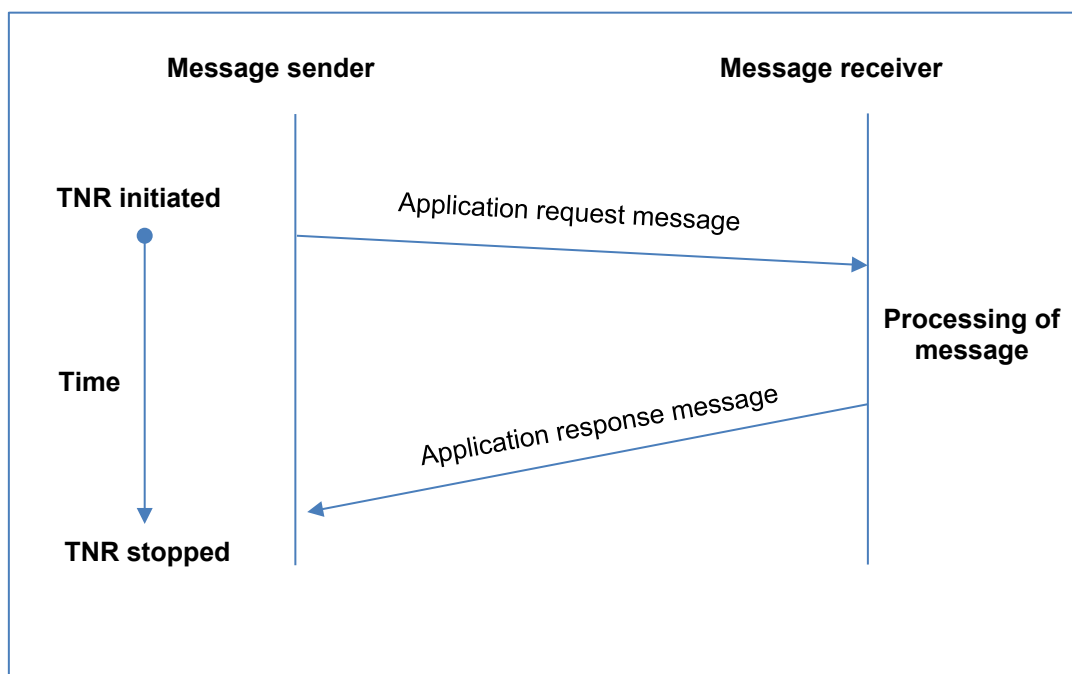 Message sender
Message receiver
TNR initiated
Application request message
Processing of
message
Time
Application response message
TNR stopped